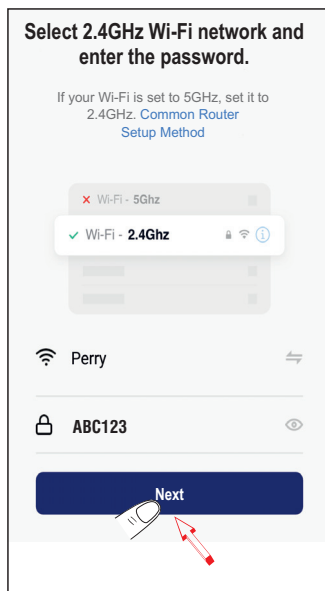 Select 2.4GHz Wi-Fi network and
enter the password.
If your Wi-Fi is set to 5GHz, set it to
2.4GHz. Common Router
Setup Method
Wi-Fi - 5Ghz
Wi-Fi - 2.4Ghz
Perry
ABC123
Next